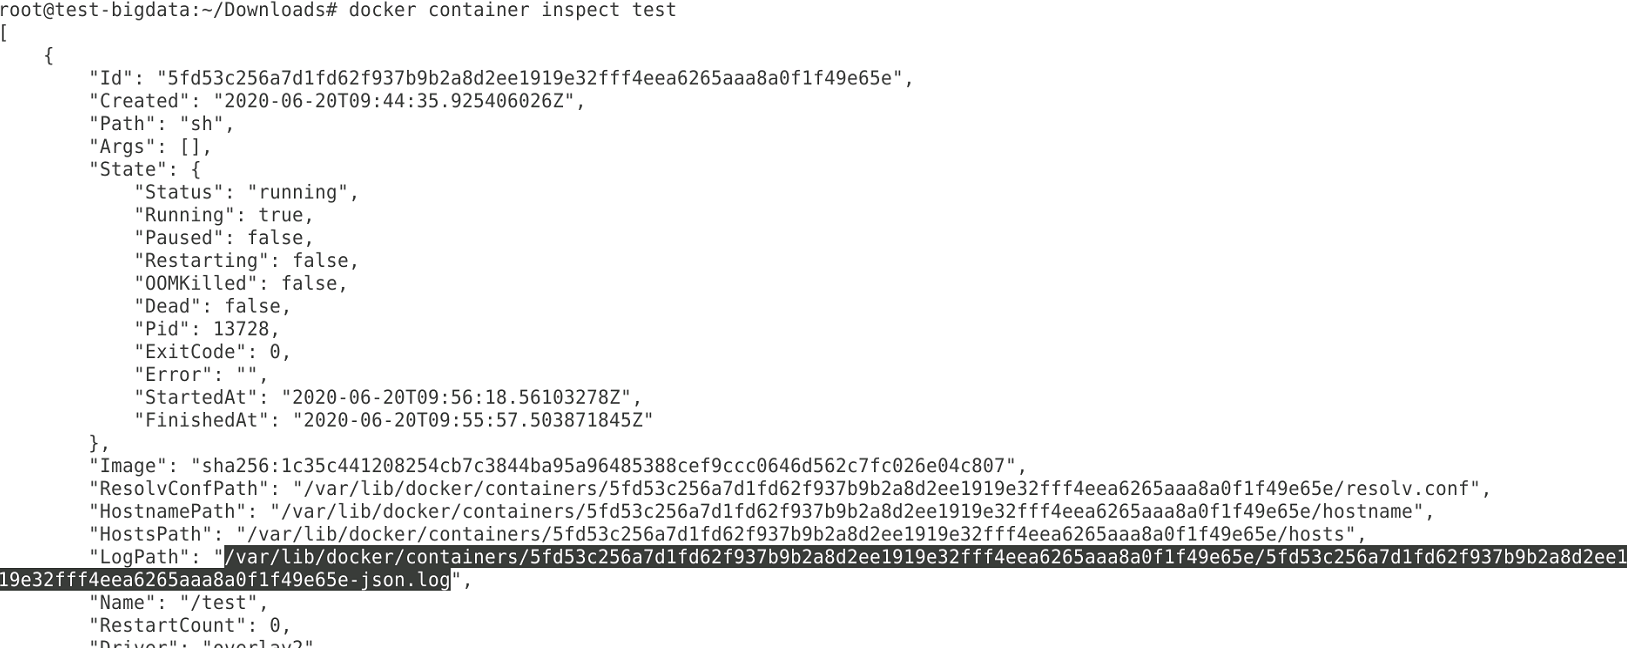 root@test-bigdata:~/Downloads# docker container inspect test
[
    {
        "Id": "5fd53c256a7d1fd62f937b9b2a8d2ee1919e32fff4eea6265aaa8a0f1f49e65e",
        "Created": "2020-06-20T09:44:35.925406026Z",
        "Path": "sh",
        "Args": [],
        "State": {
            "Status": "running",
            "Running": true,
            "Paused": false,
            "Restarting": false,
            "OOMKilled": false,
            "Dead": false,
            "Pid": 13728,
            "ExitCode": 0,
            "Error": "",
            "StartedAt": "2020-06-20T09:56:18.56103278Z",
            "FinishedAt": "2020-06-20T09:55:57.503871845Z"
        },
        "Image": "sha256:1c35c441208254cb7c3844ba95a96485388cef9ccc0646d562c7fc026e04c807",
        "ResolvConfPath": "/var/lib/docker/containers/5fd53c256a7d1fd62f937b9b2a8d2ee1919e32fff4eea6265aaa8a0f1f49e65e/resolv.conf",
        "HostnamePath": "/var/lib/docker/containers/5fd53c256a7d1fd62f937b9b2a8d2ee1919e32fff4eea6265aaa8a0f1f49e65e/hostname",
        "HostsPath": "/var/lib/docker/containers/5fd53c256a7d1fd62f937b9b2a8d2ee1919e32fff4eea6265aaa8a0f1f49e65e/hosts",
        "LogPath": "/var/lib/docker/containers/5fd53c256a7d1fd62f937b9b2a8d2ee1919e32fff4eea6265aaa8a0f1f49e65e/5fd53c256a7d1fd62f937b9b2a8d2ee1
919e32fff4eea6265aaa8a0f1f49e65e-json.log",
        "Name": "/test",
        "RestartCount": 0,
        "Driver": "overlay2"